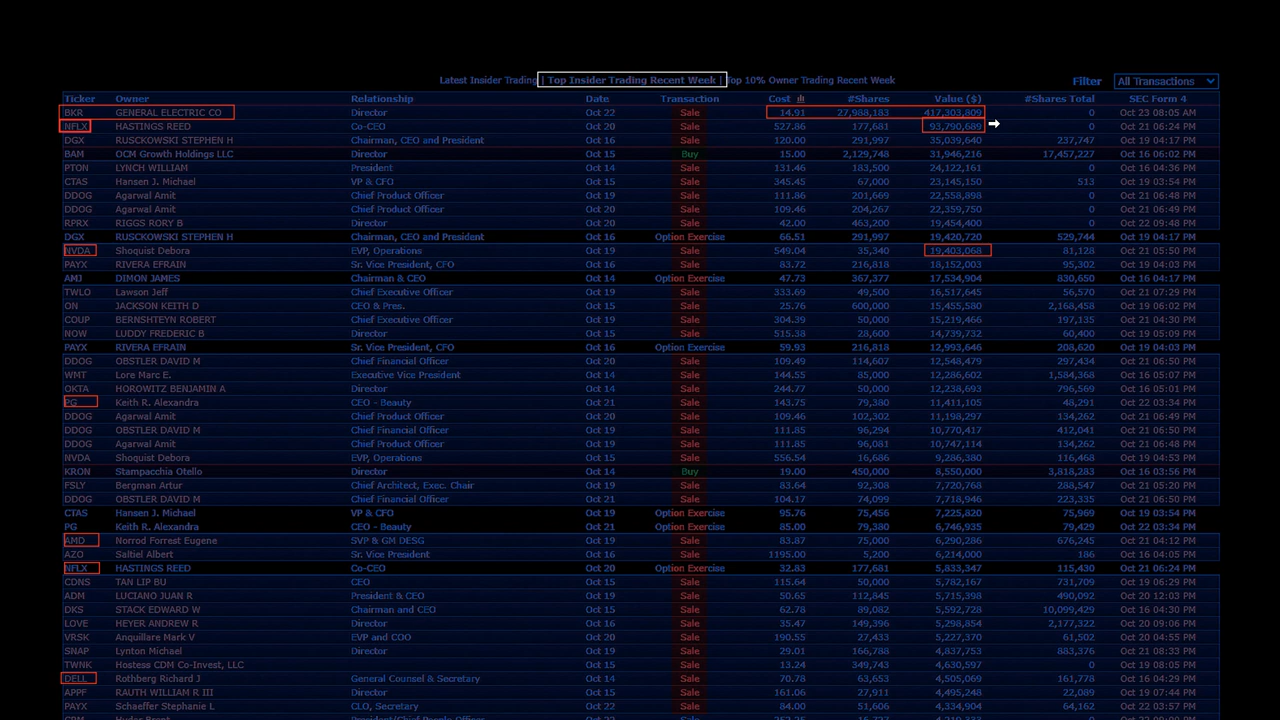 Latest Insider Trading | Top Insider Trading Recent Week | Top 10% Owner Trading Recent Week Filter All Transactions
Ticker Owner Relationship Date Transaction Cost #Shares Value ($) #Shares Total SEC Form 4
BKR GENERAL ELECTRIC CO Director Oct 22 Sale 14.91 27,988,183 417,303,809 0 Oct 23 08:05 AM
NFLX HASTINGS REED Co-CEO Oct 20 Sale 527.86 177,681 93,790,689 0 Oct 21 06:24 PM
DGX RUSCKOWSKI STEPHEN H Chairman, CEO and President Oct 16 Sale 120.00 291,997 35,039,640 237,747 Oct 19 04:17 PM
BAM OCM Growth Holdings LLC Director Oct 15 Buy 15.00 2,129,748 31,946,216 17,457,227 Oct 16 06:02 PM
PTON LYNCH WILLIAM President Oct 14 Sale 131.46 183,500 24,122,161 0 Oct 16 04:36 PM
CTAS Hansen J. Michael VP & CFO Oct 15 Sale 345.45 67,000 23,145,150 513 Oct 19 03:54 PM
DDOG Agarwal Amit Chief Product Officer Oct 19 Sale 111.86 201,669 22,558,898 0 Oct 21 06:48 PM
DDOG Agarwal Amit Chief Product Officer Oct 20 Sale 109.46 204,267 22,359,750 0 Oct 21 06:49 PM
RPRX RIGGS RORY B Director Oct 20 Sale 42.00 463,200 19,454,400 0 Oct 22 09:48 PM
DGX RUSCKOWSKI STEPHEN H Chairman, CEO and President Oct 16 Option Exercise 66.51 291,997 19,420,720 529,744 Oct 19 04:17 PM
NVDA Shoquist Debora EVP, Operations Oct 19 Sale 549.04 35,340 19,403,068 81,128 Oct 21 05:50 PM
PAYX RIVERA EFRAIN Sr. Vice President, CFO Oct 16 Sale 83.72 216,818 18,152,003 95,302 Oct 19 04:03 PM
AMJ DIMON JAMES Chairman & CEO Oct 14 Option Exercise 47.73 367,377 17,534,904 830,650 Oct 16 04:17 PM
TWLO Lawson Jeff Chief Executive Officer Oct 19 Sale 333.69 49,500 16,517,645 56,570 Oct 21 07:29 PM
ON JACKSON KEITH D CEO & Pres. Oct 15 Sale 25.76 600,000 15,455,580 2,168,458 Oct 19 06:02 PM
COUP BERNSHTEYN ROBERT Chief Executive Officer Oct 19 Sale 304.39 50,000 15,219,466 197,135 Oct 21 04:30 PM
NOW LUDDY FREDERIC B Director Oct 15 Sale 515.38 28,600 14,739,732 60,400 Oct 19 05:09 PM
PAYX RIVERA EFRAIN Sr. Vice President, CFO Oct 16 Option Exercise 59.93 216,818 12,993,646 208,620 Oct 19 04:03 PM
DDOG OBSTLER DAVID M Chief Financial Officer Oct 20 Sale 109.49 114,607 12,548,479 297,434 Oct 21 06:50 PM
WMT Lore Marc E. Executive Vice President Oct 14 Sale 144.55 85,000 12,286,602 1,584,368 Oct 16 05:07 PM
OKTA HOROWITZ BENJAMIN A Director Oct 14 Sale 244.77 50,000 12,238,693 796,569 Oct 16 05:01 PM
PG Keith R. Alexandra CEO - Beauty Oct 21 Sale 143.75 79,380 11,411,105 48,291 Oct 22 03:34 PM
DDOG Agarwal Amit Chief Product Officer Oct 20 Sale 109.46 102,302 11,198,297 134,262 Oct 21 06:49 PM
DDOG OBSTLER DAVID M Chief Financial Officer Oct 19 Sale 111.85 96,294 10,770,417 412,041 Oct 21 06:50 PM
DDOG Agarwal Amit Chief Product Officer Oct 19 Sale 111.85 96,081 10,747,114 134,262 Oct 21 06:48 PM
NVDA Shoquist Debora EVP, Operations Oct 15 Sale 556.54 16,686 9,286,380 116,468 Oct 19 04:53 PM
KRON Stampacchia Otello Director Oct 14 Buy 19.00 450,000 8,550,000 3,818,283 Oct 16 03:56 PM
FSLY Bergman Artur Chief Architect, Exec. Chair Oct 19 Sale 83.64 92,308 7,720,768 288,547 Oct 21 05:20 PM
DDOG OBSTLER DAVID M Chief Financial Officer Oct 21 Sale 104.17 74,099 7,718,946 223,335 Oct 21 06:50 PM
CTAS Hansen J. Michael VP & CFO Oct 15 Option Exercise 95.76 75,456 7,225,820 75,969 Oct 19 03:54 PM
PG Keith R. Alexandra CEO - Beauty Oct 21 Option Exercise 85.00 79,380 6,746,935 79,429 Oct 22 03:34 PM
AMD Norrod Forrest Eugene SVP & GM DESG Oct 19 Sale 83.87 75,000 6,290,286 676,245 Oct 21 04:12 PM
AZO Saltiel Albert Sr. Vice President Oct 15 Sale 1195.00 5,200 6,214,000 186 Oct 16 04:05 PM
NFLX HASTINGS REED Co-CEO Oct 20 Option Exercise 32.83 177,681 5,833,347 115,430 Oct 21 06:24 PM
CDNS TAN LIP BU CEO Oct 15 Sale 115.64 50,000 5,782,167 731,709 Oct 19 06:29 PM
ADM LUCIANO JUAN R President & CEO Oct 16 Sale 50.65 112,845 5,715,398 490,092 Oct 20 12:03 PM
DKS STACK EDWARD W Chairman and CEO Oct 15 Sale 62.78 89,082 5,592,728 10,099,429 Oct 16 04:30 PM
LOVE HEYER ANDREW R Director Oct 16 Sale 35.47 149,396 5,298,854 2,177,322 Oct 20 09:06 PM
VRSK Anquillare Mark V EVP and COO Oct 20 Sale 190.55 27,433 5,227,370 61,502 Oct 20 04:55 PM
SNAP Lynton Michael Director Oct 19 Sale 29.01 166,788 4,837,753 883,376 Oct 21 08:33 PM
TWNK Hostess CDM Co-Invest, LLC Oct 15 Sale 13.24 349,743 4,630,597 0 Oct 19 08:05 PM
DELL Rothberg Richard J General Counsel & Secretary Oct 14 Sale 70.78 63,653 4,505,069 161,778 Oct 16 04:29 PM
APPF RAUTH WILLIAM R III Director Oct 15 Sale 161.06 27,911 4,495,248 22,089 Oct 19 07:44 PM
PAYX Schaeffer Stephanie L CLO, Secretary Oct 22 Sale 84.00 51,606 4,334,904 64,162 Oct 22 03:57 PM